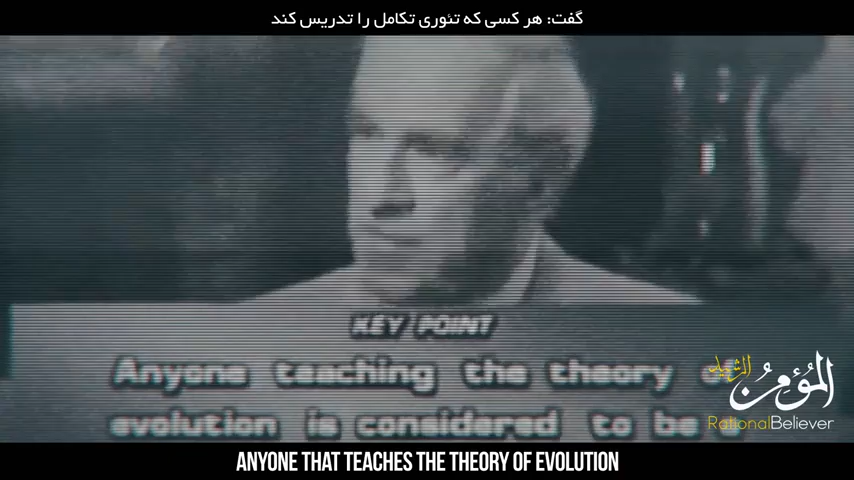 گفت: هر کسی که تئوری تکامل را تدریس کند
KEY POINT
Anyone teaching the theory of
evolution is considered to be a
المؤمن الرشيد
RationalBeliever
ANYONE THAT TEACHES THE THEORY OF EVOLUTION